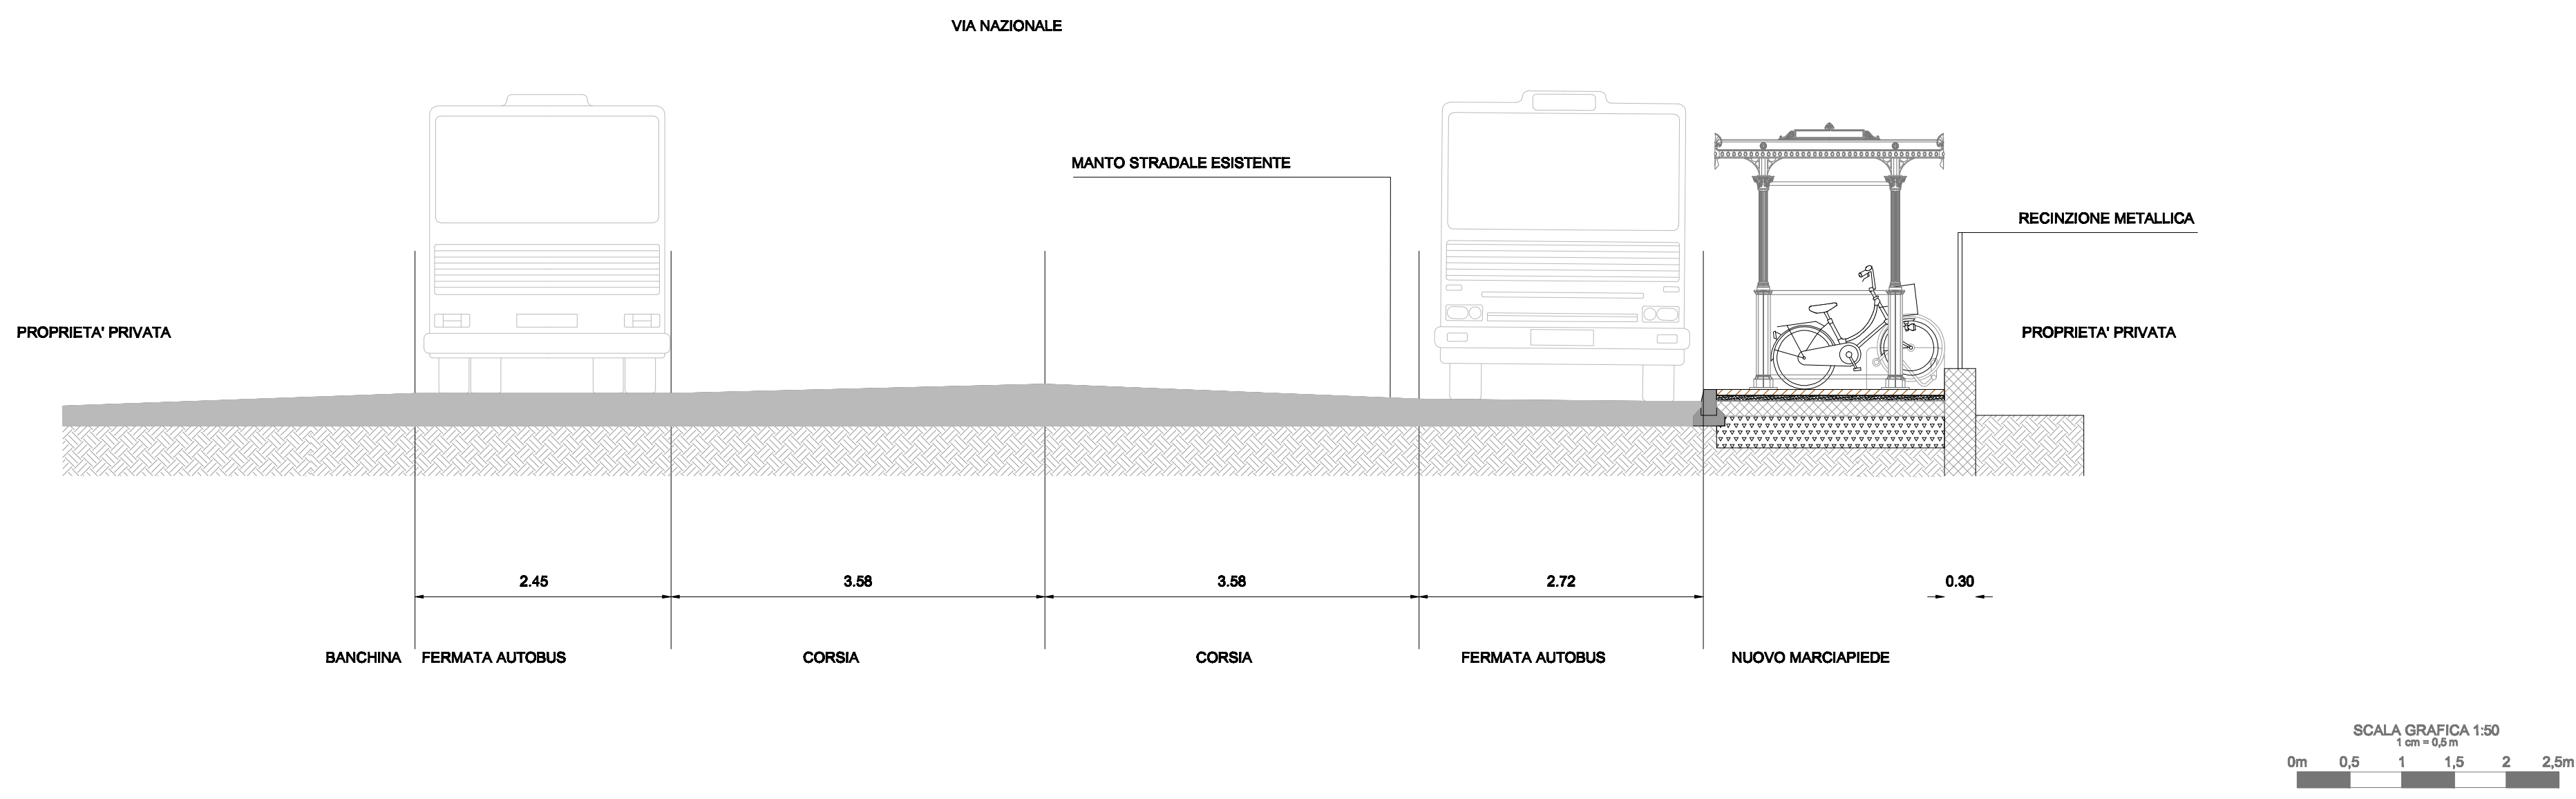 VIA NAZIONALE
MANTO STRADALE ESISTENTE
RECINZIONE METALLICA
PROPRIETA' PRIVATA
PROPRIETA' PRIVATA
2.45
3.58
3.58
2.72
0.30
BANCHINA
FERMATA AUTOBUS
CORSIA
CORSIA
FERMATA AUTOBUS
NUOVO MARCIAPIEDE
SCALA GRAFICA 1:50
1 cm = 0,5 m
0m 0,5 1 1,5 2 2,5m